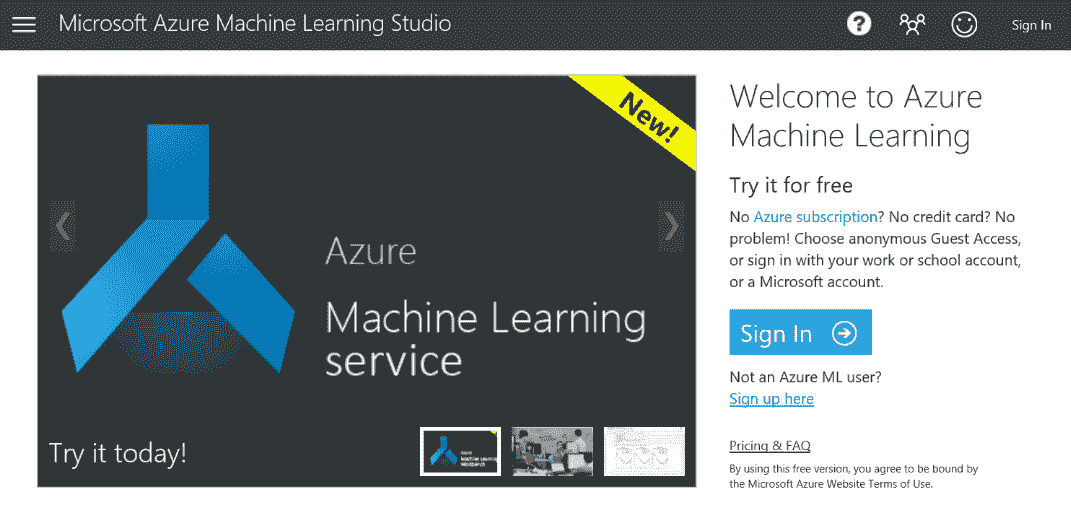 Microsoft Azure Machine Learning Studio
Sign In
New!
Azure
Machine Learning
service
Try it today!
Welcome to Azure
Machine Learning
Try it for free
No Azure subscription? No credit card? No
problem! Choose anonymous Guest Access,
or sign in with your work or school account,
or a Microsoft account.
Sign In
Not an Azure ML user?
Sign up here
Pricing & FAQ
By using this free version, you agree to be bound by
the Microsoft Azure Website Terms of Use.